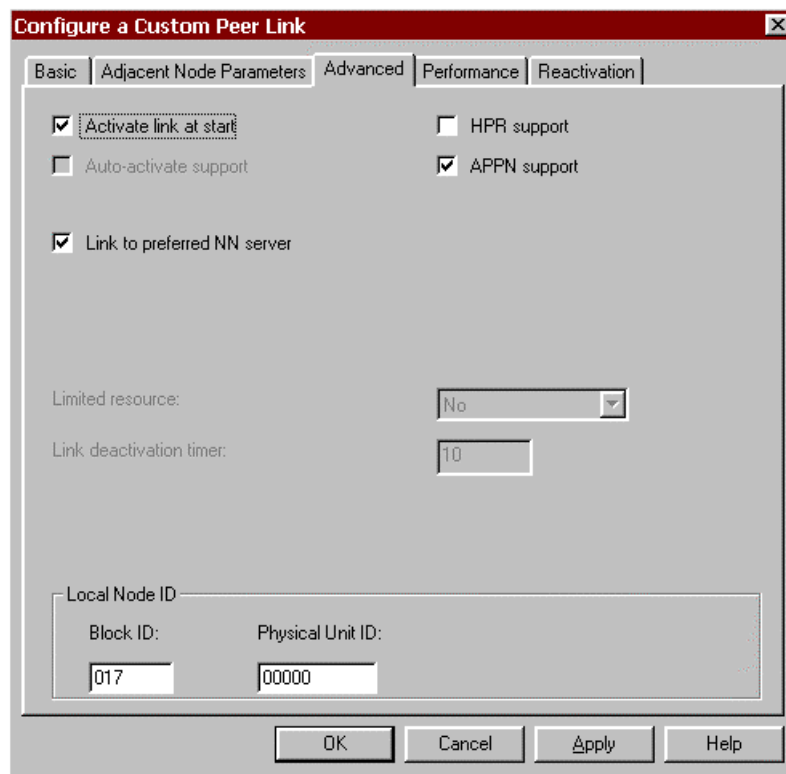 Configure a Custom Peer Link
Basic Adjacent Node Parameters Advanced Performance Reactivation
Activate link at start HPR support
Auto-activate support APPN support
Link to preferred NN server
Limited resource: No
Link deactivation timer: 10
Local Node ID
Block ID: Physical Unit ID:
017 00000
OK Cancel Apply Help